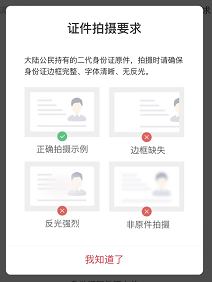 证件拍摄要求
大陆公民持有的二代身份证原件，拍摄时请确保
身份证边框完整、字体清晰、无反光。
正确拍摄示例
边框缺失
反光强烈
非原件拍摄
我知道了